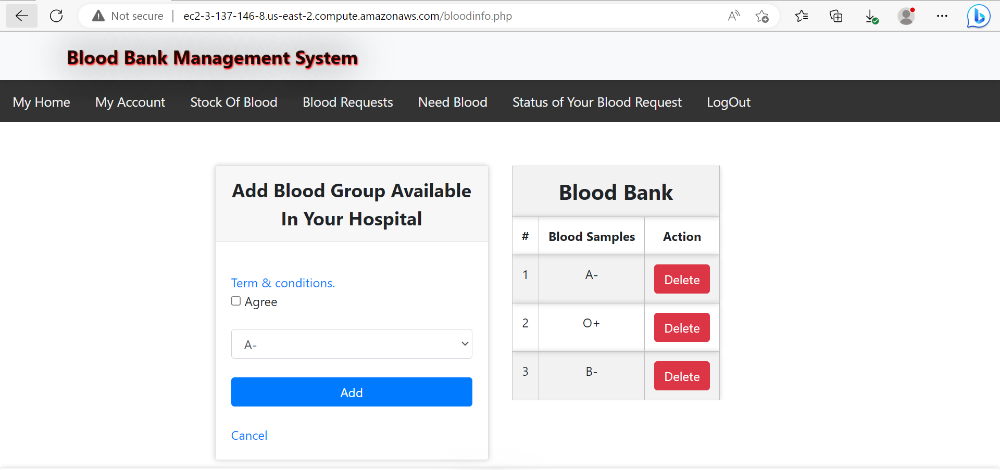 Not secure | ec2-3-137-146-8.us-east-2.compute.amazonaws.com/bloodinfo.php
Blood Bank Management System
My Home My Account Stock Of Blood Blood Requests Need Blood Status of Your Blood Request LogOut
Add Blood Group Available
In Your Hospital
Term & conditions.
Agree
A-
Add
Cancel
Blood Bank
# Blood Samples Action
1 A- Delete
2 O+ Delete
3 B- Delete